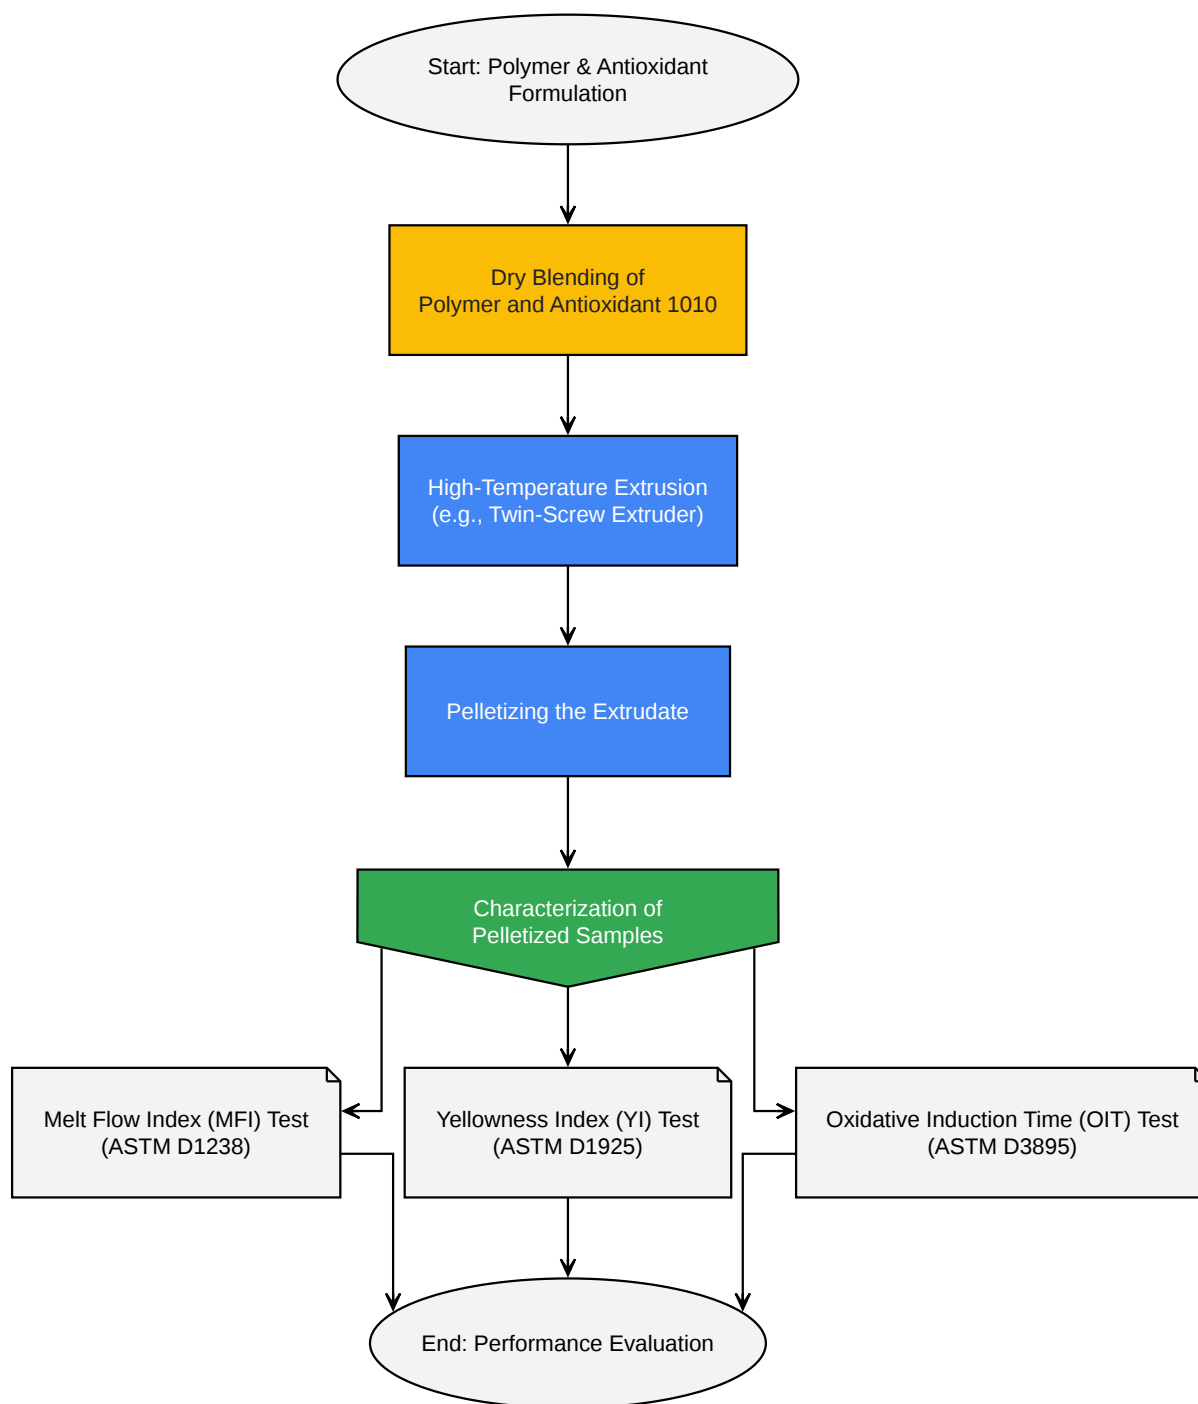 Start: Polymer & Antioxidant
Formulation
Dry Blending of
Polymer and Antioxidant 1010
High-Temperature Extrusion
(e.g., Twin-Screw Extruder)
Pelletizing the Extrudate
Characterization of
Pelletized Samples
Melt Flow Index (MFI) Test
(ASTM D1238)
Yellowness Index (YI) Test
(ASTM D1925)
Oxidative Induction Time (OIT) Test
(ASTM D3895)
End: Performance Evaluation